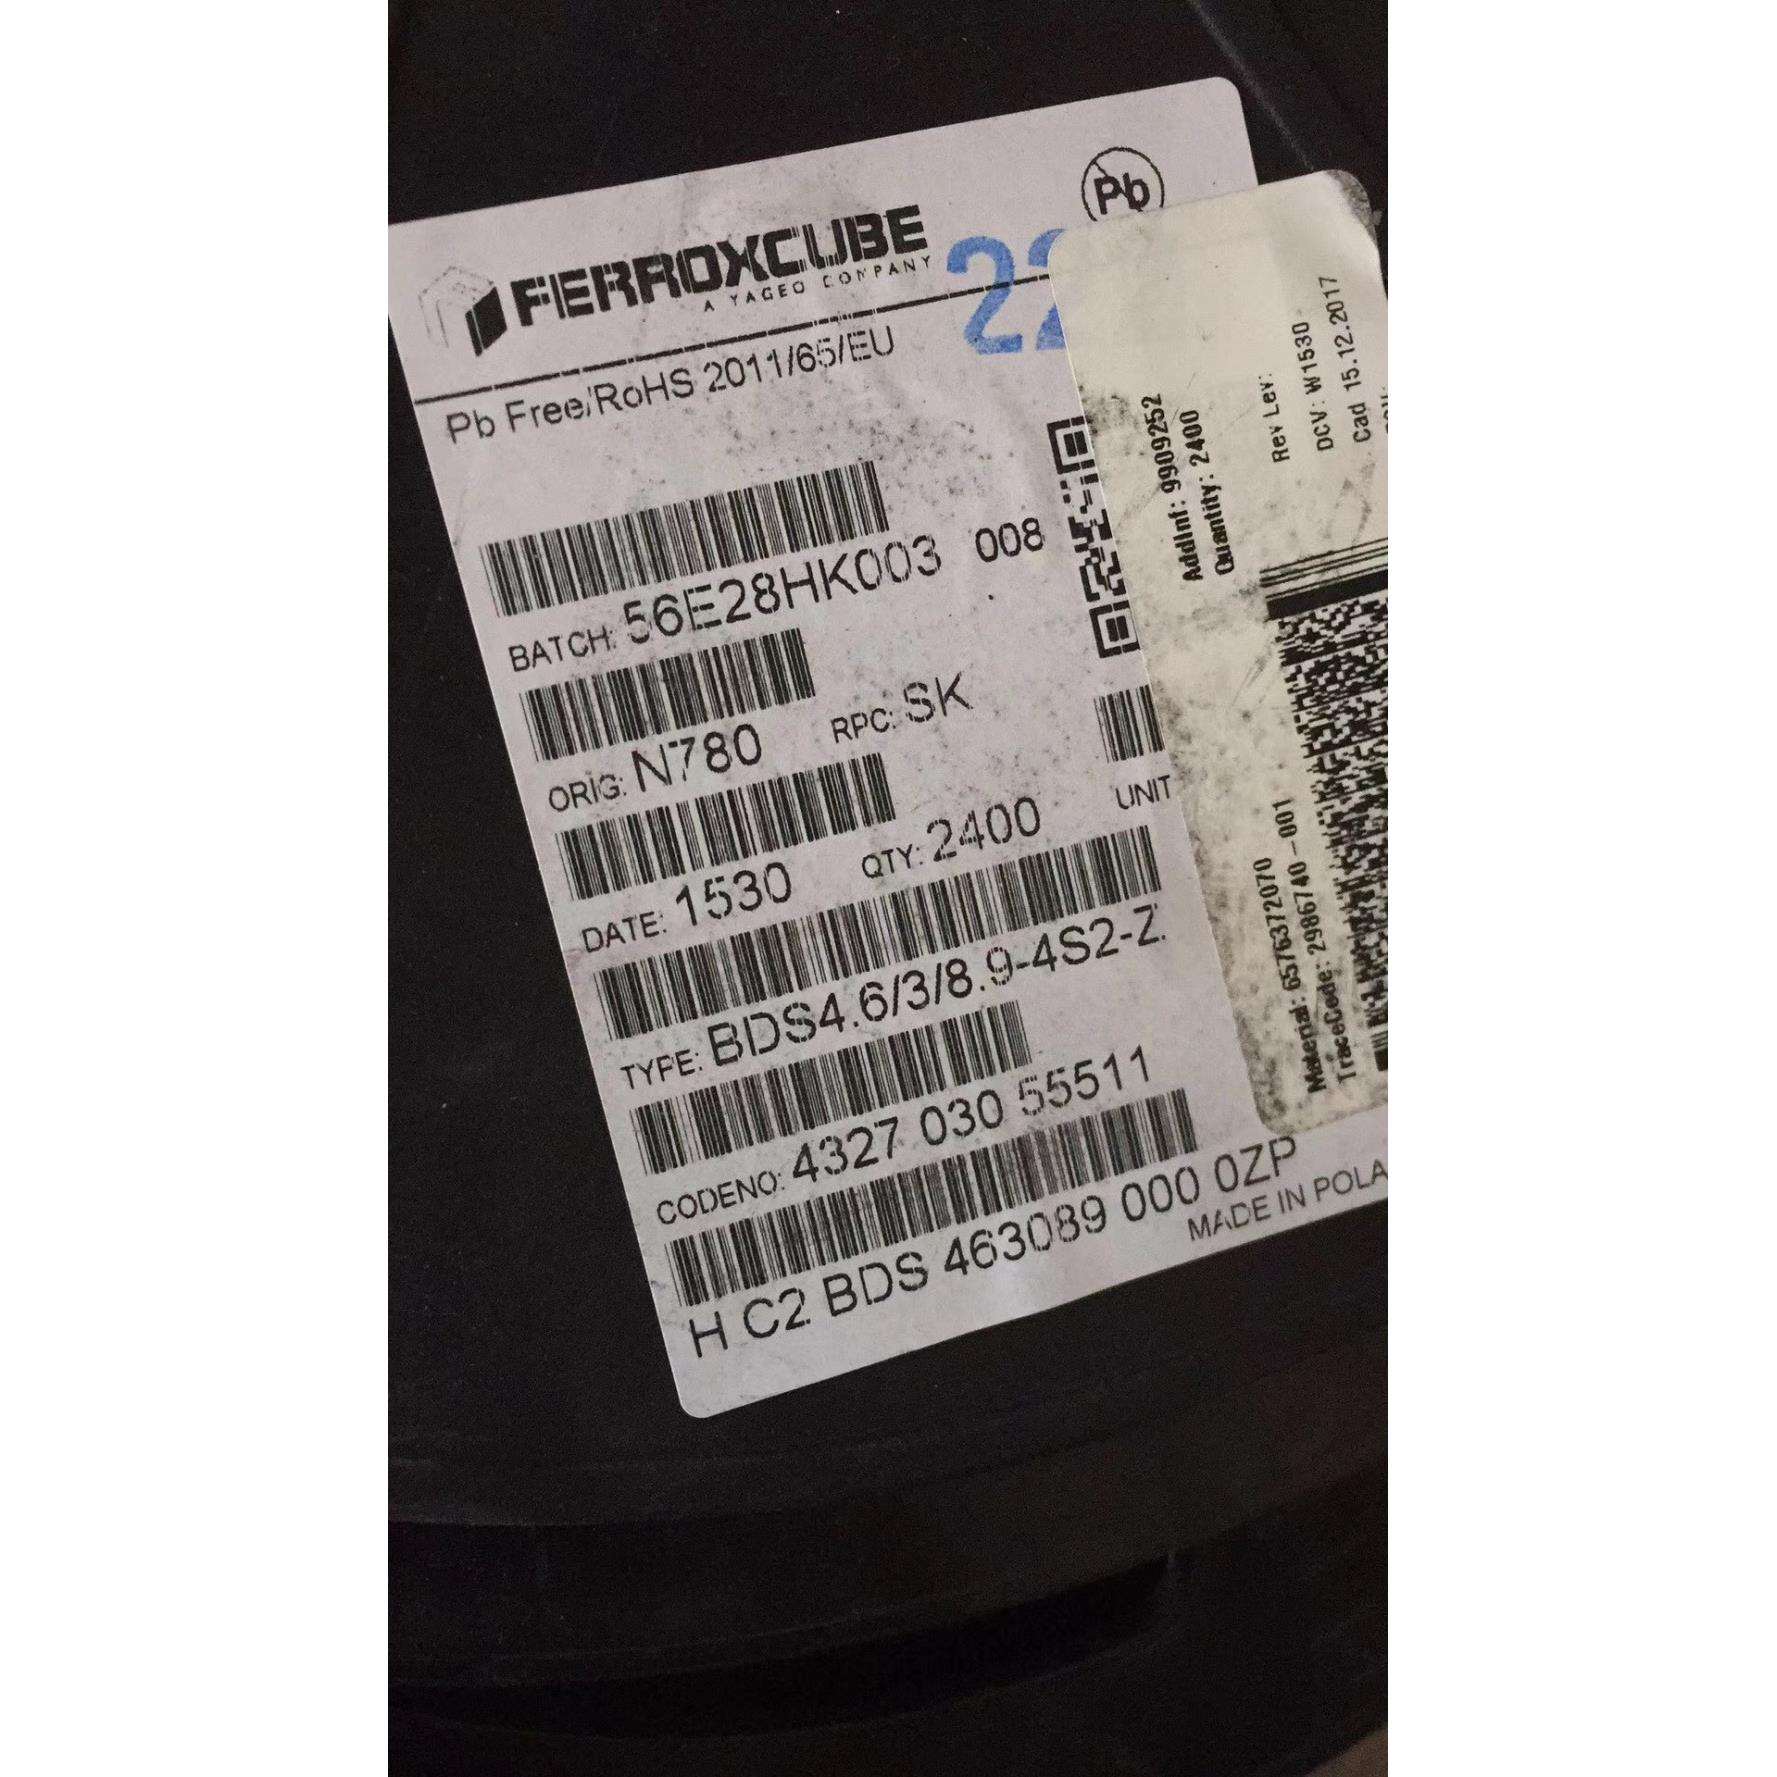 Pb
FERROXCUBE
A YAGEO COMPANY
22
Pb Free/RoHS 2011/65/EU
BATCH: 56E28HK003 008
ORIG: N780 RPC: SK
DATE: 1530 QTY: 2400 UNIT
TYPE: BDS4.6/3/8.9-4S2-Z
CODENO: 4327 030 55511
H C2 BDS 463089 000 0ZP
MADE IN POLA
AddInf: 9909252
Quantity: 2400
Rev Lev:
DCV: W1530
Cad 15.12.2017
Material: 65763772070
TraceCode: 2986740-001